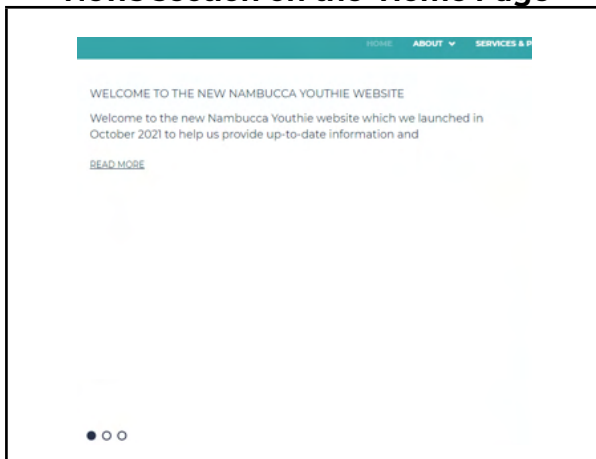 section on the Home Page
HOME ABOUT SERVICES & P
WELCOME TO THE NEW NAMBUCCA YOUTHIE WEBSITE
Welcome to the new Nambucca Youthie website which we launched in
October 2021 to help us provide up-to-date information and
READ MORE